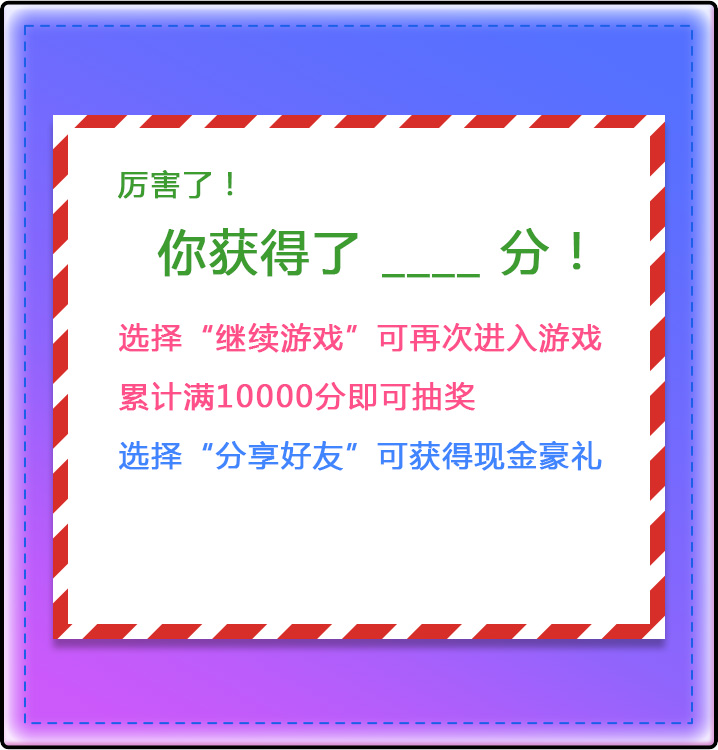 厉害了！
你获得了 ____ 分！
选择“继续游戏”可再次进入游戏
累计满10000分即可抽奖
选择“分享好友”可获得现金豪礼